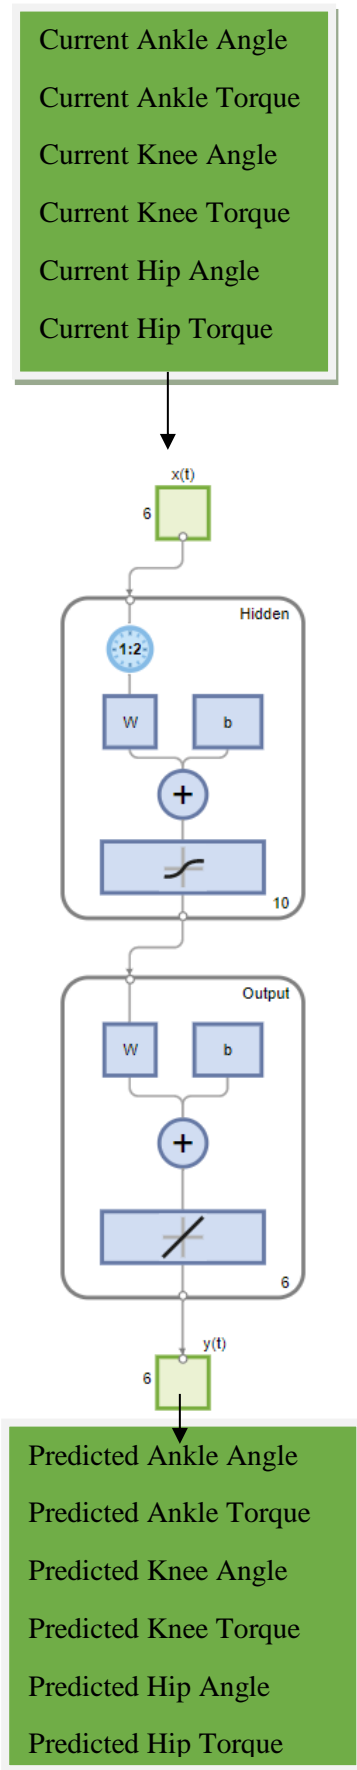 Current Ankle Angle
Current Ankle Torque
Current Knee Angle
Current Knee Torque
Current Hip Angle
Current Hip Torque
x(t)
6
Hidden
1:2
W b
+
10
Output
W b
+
6
y(t)
6
Predicted Ankle Angle
Predicted Ankle Torque
Predicted Knee Angle
Predicted Knee Torque
Predicted Hip Angle
Predicted Hip Torque